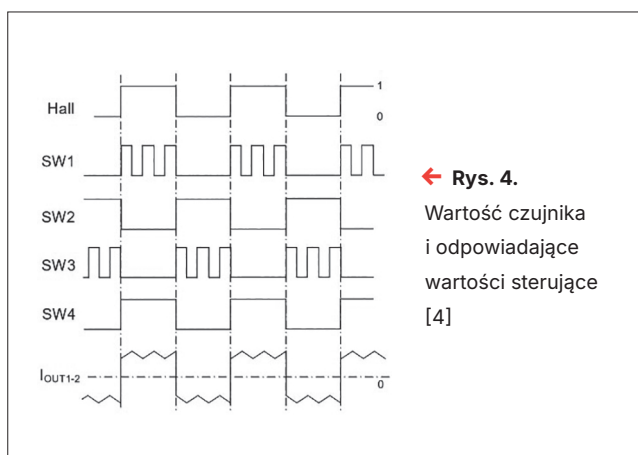 Hall
1
0
SW1
SW2
SW3
SW4
IOUT1-2
0
← Rys. 4.
Wartość czujnika
i odpowiadające
wartości sterujące
[4]